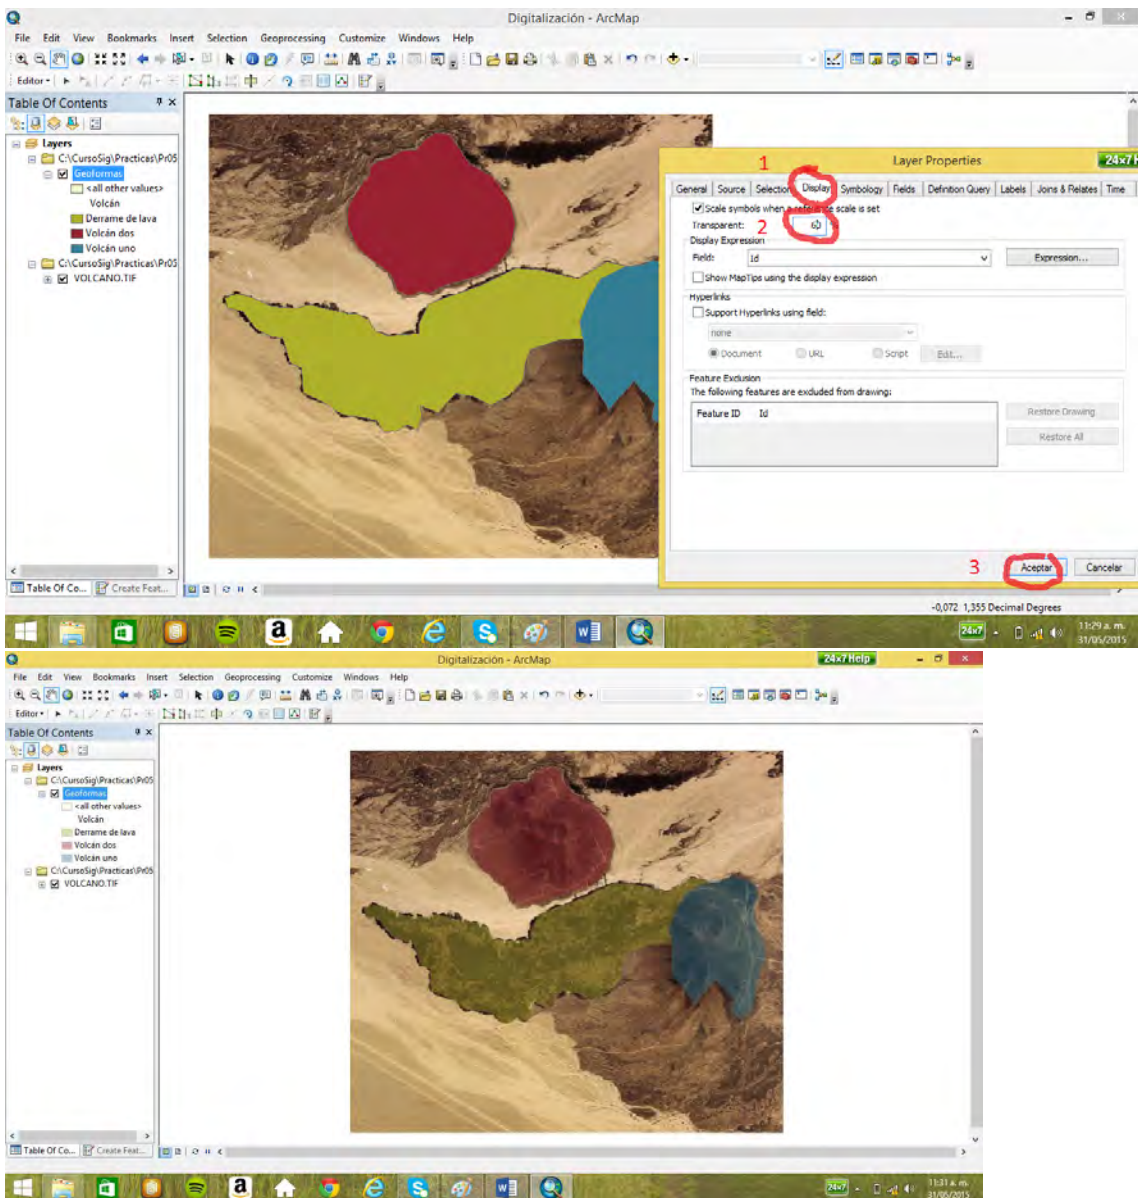 Digitalización - ArcMap
File Edit View Bookmarks Insert Selection Geoprocessing Customize Windows Help
Editor
Table Of Contents
Layers
C:\CursoSig\Practicas\Pr05
Geoformas
<all other values>
Volcán
Derrame de lava
Volcán dos
Volcán uno
C:\CursoSig\Practicas\Pr05
VOLCANO.TIF
1
Layer Properties
24x7 H
General Source Selection Display Symbology Fields Definition Query Labels Joins & Relates Time
Scale symbols when a reference scale is set
Transparent: 2 60 %
Display Expression
Field: Id Expression...
Show MapTips using the display expression
Hyperlinks
Support Hyperlinks using field:
none
Document URL Script Edit...
Feature Exclusion
The following features are excluded from drawing:
Feature ID Id
Restore Drawing
Restore All
3 Aceptar Cancelar
Table Of Co... Create Feat...
-0,072 1,355 Decimal Degrees
24x7 11:29 a. m.
31/05/2015
Digitalización - ArcMap
24x7 Help
File Edit View Bookmarks Insert Selection Geoprocessing Customize Windows Help
Editor
Table Of Contents
Layers
C:\CursoSig\Practicas\Pr05
Geoformas
<all other values>
Volcán
Derrame de lava
Volcán dos
Volcán uno
C:\CursoSig\Practicas\Pr05
VOLCANO.TIF
Table Of Co... Create Feat...
24x7 11:31 a. m.
31/05/2015